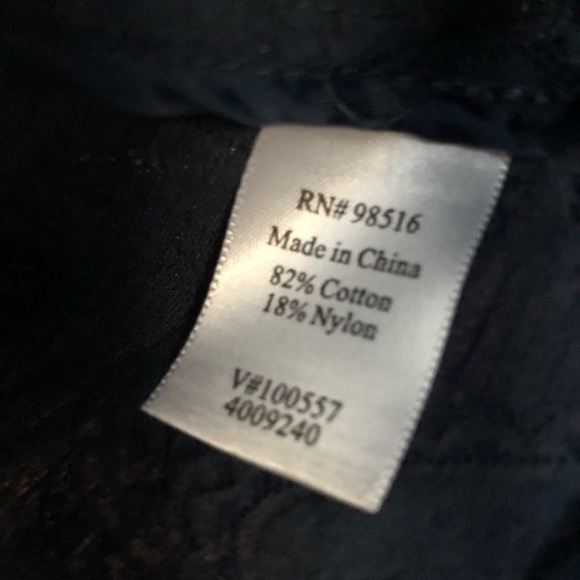 RN# 98516
Made in China
82% Cotton
18% Nylon
V#100557
4009240